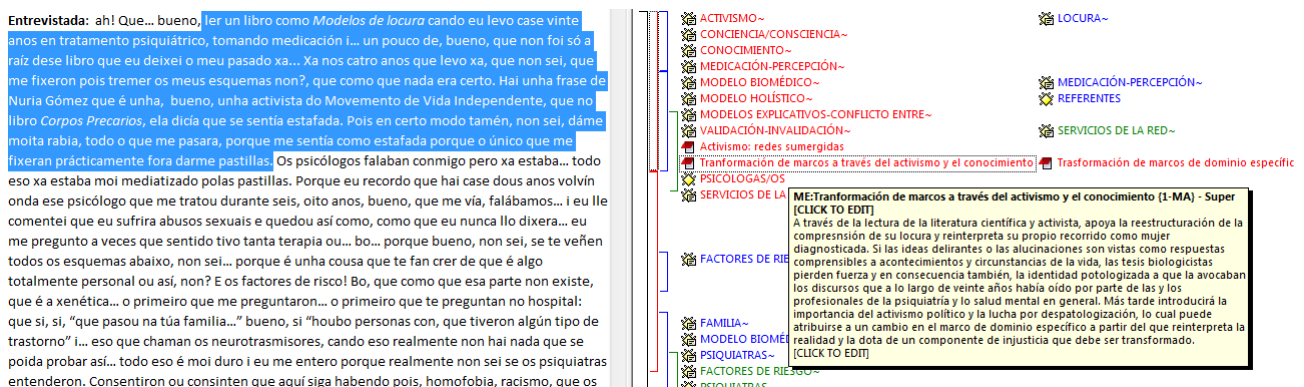 Entrevistada: ah! Que… bueno, ler un libro como Modelos de locura cando eu levo case vinte
anos en tratamento psiquiátrico, tomando medicación i… un pouco de, bueno, que non foi só a
raíz dese libro que eu deixei o meu pasado xa… Xa nos catro anos que levo xa, que non sei, que
me fixeron pois tremer os meus esquemas non?, que como que nada era certo. Hai unha frase de
Nuria Gómez que é unha, bueno, unha activista do Movemento de Vida Independente, que no
libro Corpos Precarios, ela dicía que se sentía estafada. Pois en certo modo tamén, non sei, dáme
moita rabia, todo o que me pasara, porque me sentía como estafada porque o único que me
fixeran prácticamente fora darme pastillas. Os psicólogos falaban conmigo pero xa estaba… todo
eso xa estaba moi mediatizado polas pastillas. Porque eu recordo que hai case dous anos volvín
onda ese psicólogo que me tratou durante seis, oito anos, bueno, que me vía, falábamos… i eu lle
comentei que eu sufrira abusos sexuais e quedou así como, como que eu nunca llo dixera… eu
me pregunto a veces que sentido tivo tanta terapia ou… bo… porque bueno, non sei, se te veñen
todos os esquemas abaixo, non sei… porque é unha cousa que te fan crer de que é algo
totalmente personal ou así, non? E os factores de risco! Bo, que como que esa parte non existe,
que é a xenética… o primeiro que me preguntaron… o primeiro que te preguntan no hospital:
que si, si, “que pasou na túa familia…” bueno, si “houbo personas con, que tiveron algún tipo de
trastorno” i… eso que chaman os neurotrasmisores, cando eso realmente non hai nada que se
poida probar así… todo eso é moi duro i eu me entero porque realmente non sei se os psiquiatras
entenderon. Consentiron ou consinten que aquí siga habendo pois, homofobia, racismo, que os
ACTIVISMO~ LOCURA~
CONCIENCIA/CONSCIENCIA~
CONOCIMIENTO~
MEDICACIÓN-PERCEPCIÓN~
MODELO BIOMÉDICO~ MEDICACIÓN-PERCEPCIÓN~
MODELO HOLÍSTICO~ REFERENTES
MODELOS EXPLICATIVOS-CONFLICTO ENTRE~
VALIDACIÓN-INVALIDACIÓN~ SERVICIOS DE LA RED~
Activismo: redes sumergidas
Tranformación de marcos a través del activismo y el conocimiento Trasformación de marcos de dominio específic
PSICÓLOGAS/OS
SERVICIOS DE LA
ME:Tranformación de marcos a través del activismo y el conocimiento {1-MA} - Super
[CLICK TO EDIT]
A través de la lectura de la literatura científica y activista, apoya la reestructuración de la
comprensión de su locura y reinterpreta su propio recorrido como mujer
diagnosticada. Si las ideas delirantes o las alucinaciones son vistas como respuestas
comprensibles a acontecimientos y circunstancias de la vida, las tesis biologicistas
pierden fuerza y en consecuencia también, la identidad potologizada a que la avocaban
los discursos que a lo largo de veinte años había oído por parte de las y los
profesionales de la psiquiatría y lo salud mental en general. Más tarde introducirá la
importancia del activismo político y la lucha por despatologización, lo cual puede
atribuirse a un cambio en el marco de dominio específico a partir del que reinterpreta la
realidad y la dota de un componente de injusticia que debe ser transformado.
[CLICK TO EDIT]
FACTORES DE RIE
FAMILIA~
MODELO BIOMÉD
PSIQUIATRAS~
FACTORES DE RIESGO~
PSIQUIATRAS